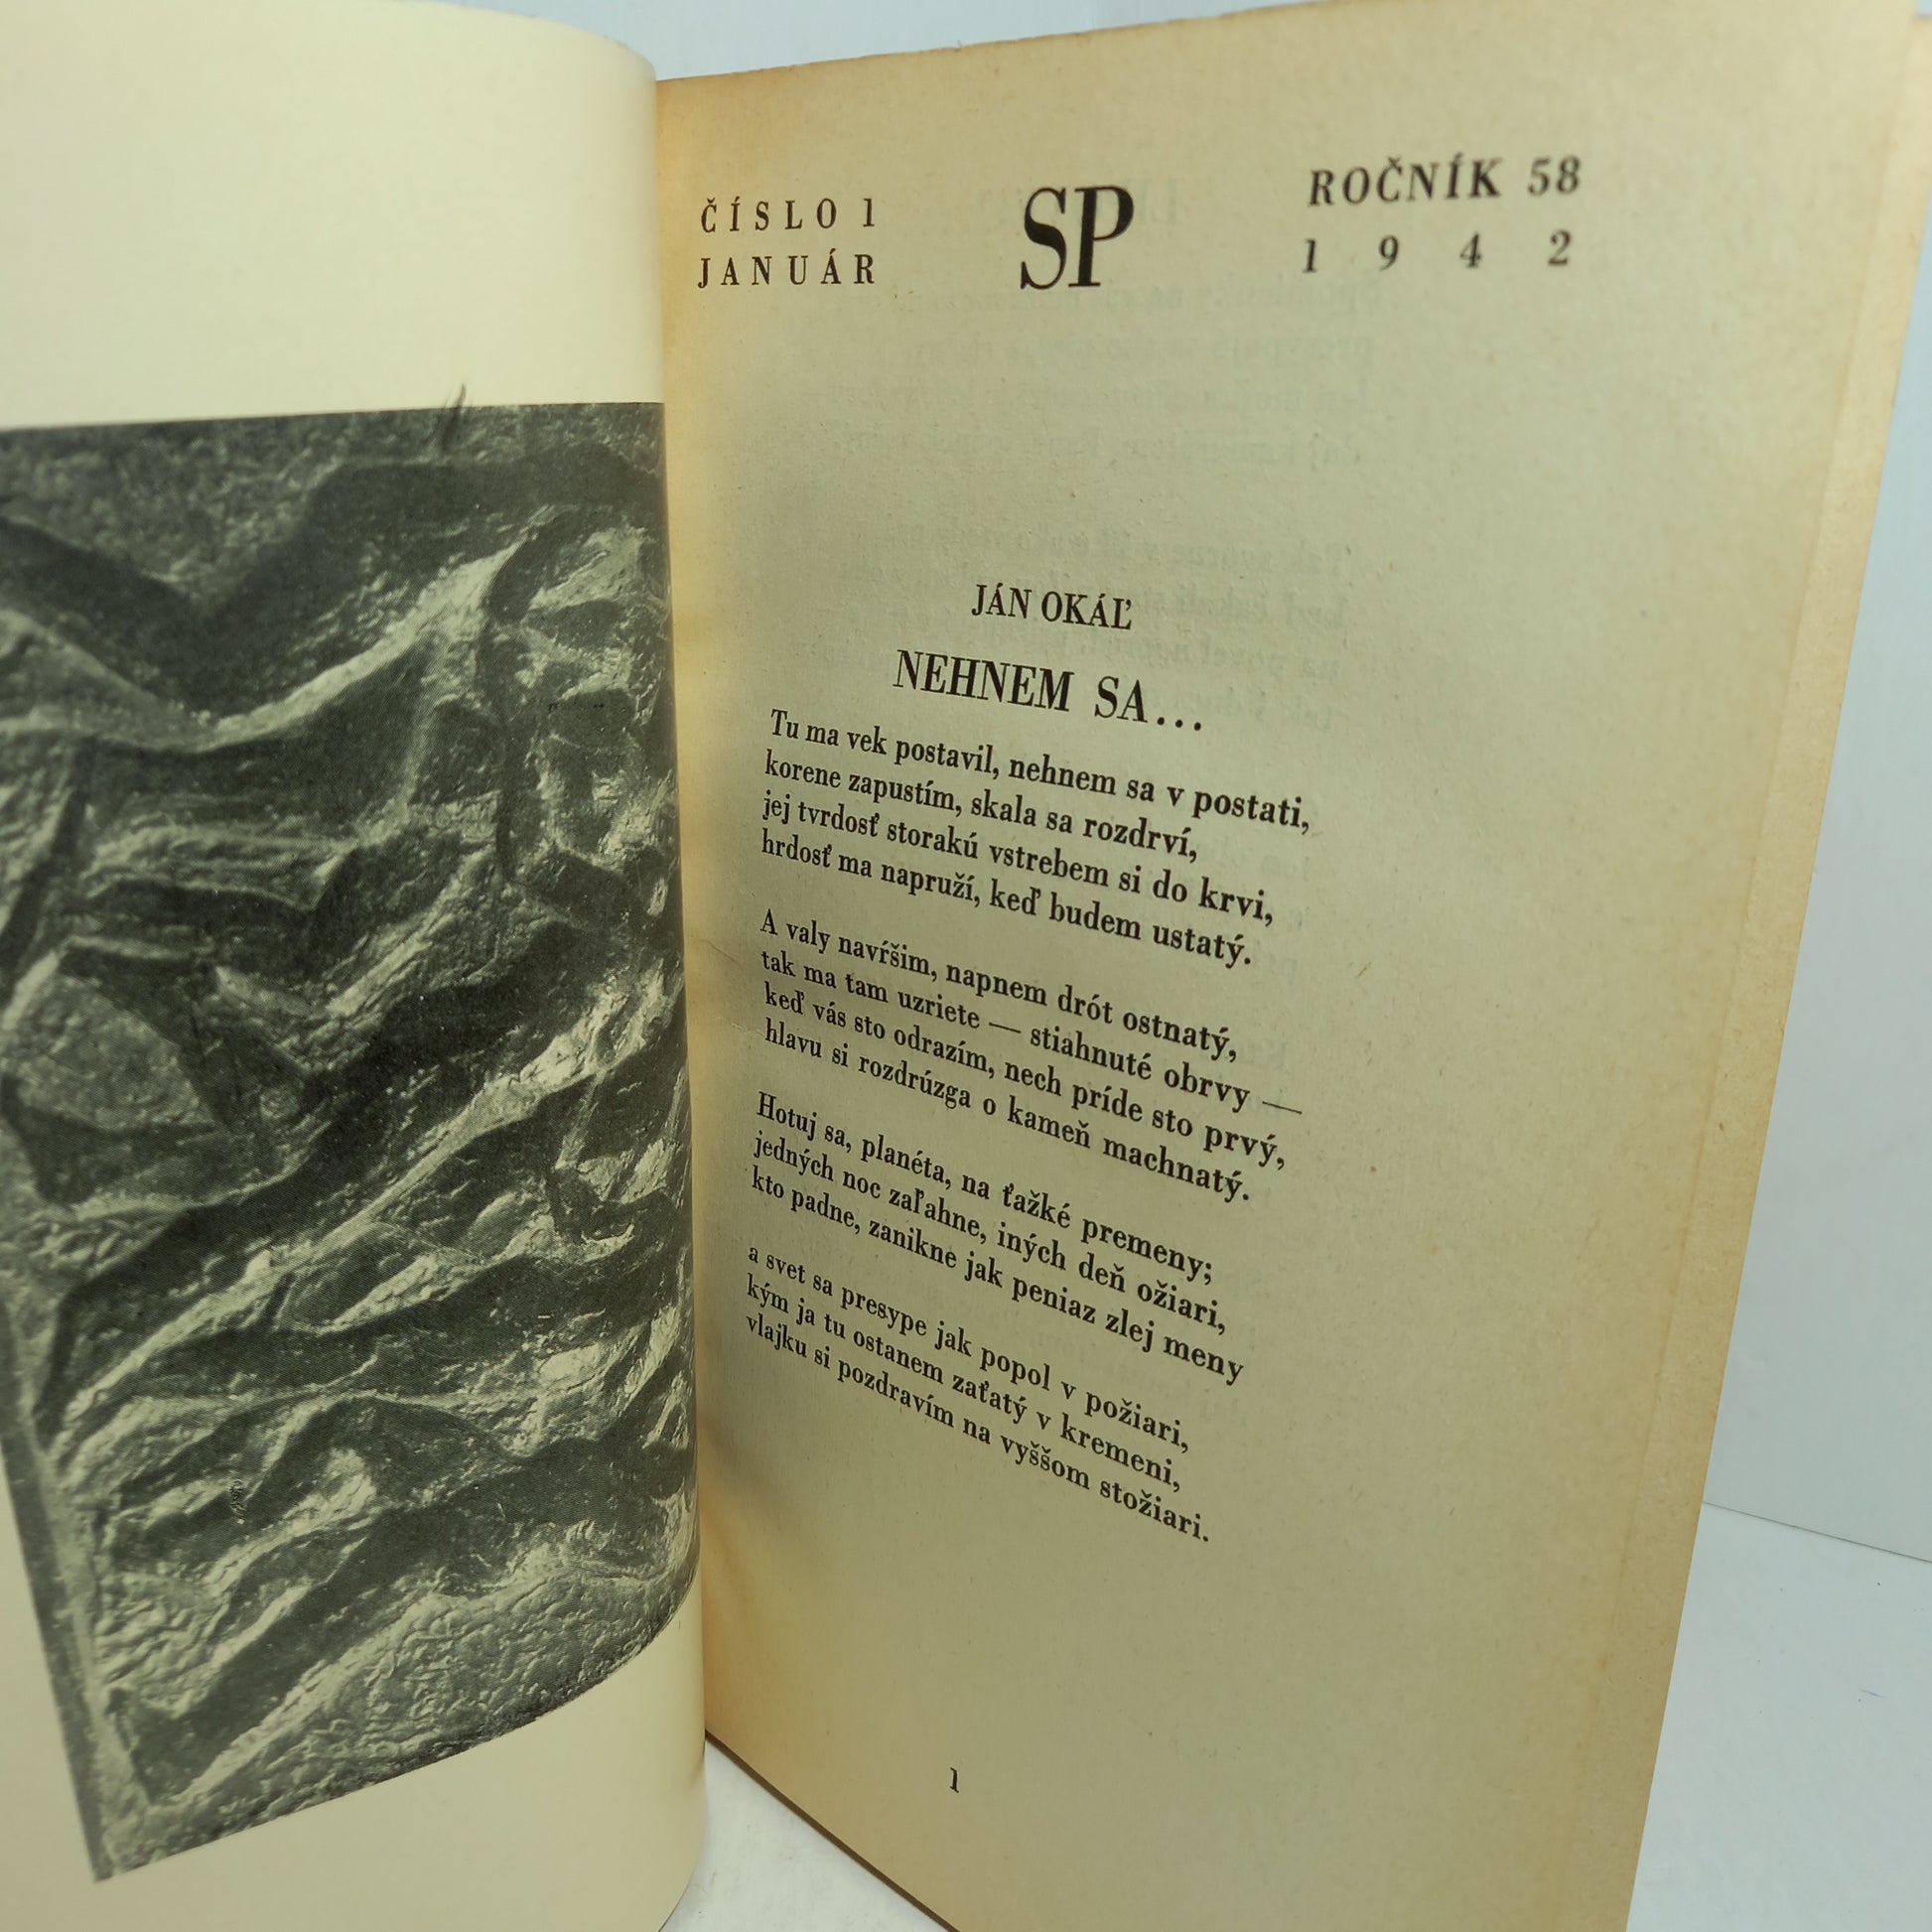 ČÍSLO 1
JANUÁR
SP
ROČNÍK 58
1942
JÁN OKÁĽ
NEHNEM SA...
Tu ma vek postavil, nehnem sa v postati,
korene zapustím, skala sa rozdrví,
jej tvrdosť storakú vstrebem si do krvi,
hrdosť ma napruží, keď budem ustatý.
A valy navŕšim, napnem drót ostnatý,
tak ma tam uzriete — stiahnuté obrvy —
keď vás sto odrazím, nech príde sto prvý,
hlavu si rozdrúzga o kameň machnatý.
Hotuj sa, planéta, na ťažké premeny;
jedných noc zaľahne, iných deň ožiari,
kto padne, zanikne jak peniaz zlej meny
a svet sa presype jak popol v požiari,
kým ja tu ostanem zaťatý v kremeni,
vlajku si pozdravím na vyššom stožiari.
1